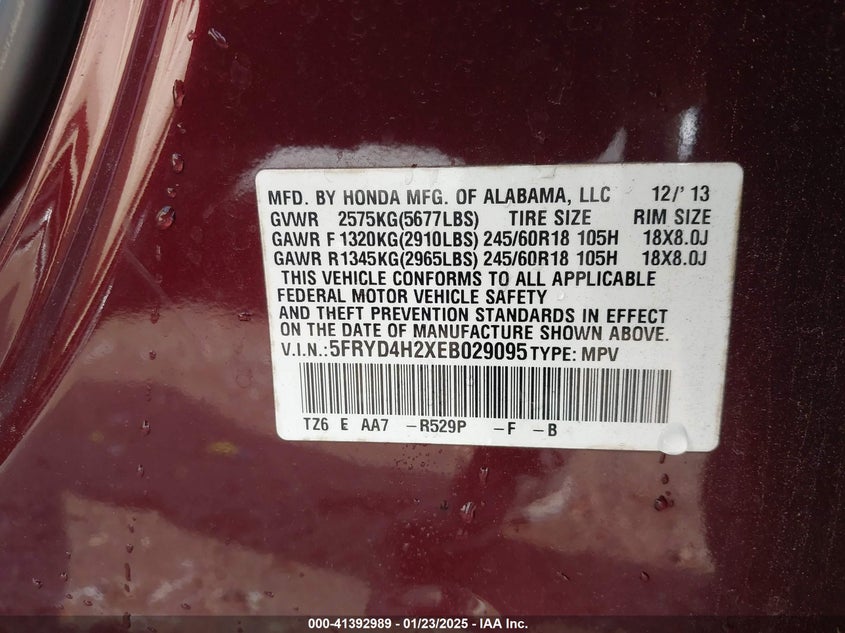 MFD. BY HONDA MFG. OF ALABAMA, LLC 12/'13
GVWR 2575KG(5677LBS) TIRE SIZE RIM SIZE
GAWR F 1320KG(2910LBS) 245/60R18 105H 18X8.0J
GAWR R1345KG(2965LBS) 245/60R18 105H 18X8.0J
THIS VEHICLE CONFORMS TO ALL APPLICABLE
FEDERAL MOTOR VEHICLE SAFETY
AND THEFT PREVENTION STANDARDS IN EFFECT
ON THE DATE OF MANUFACTURE SHOWN ABOVE.
V.I.N.:5FRYD4H2XEB029095 TYPE: MPV
TZ6 E AA7 -R529P -F -B
000-41392989 - 01/23/2025 - IAA Inc.